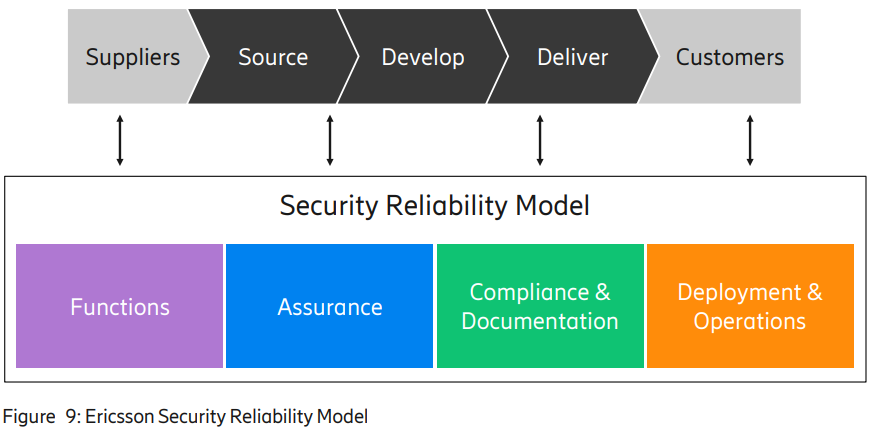 Suppliers
Source
Develop
Deliver
Customers
Security Reliability Model
Functions
Assurance
Compliance &
Documentation
Deployment &
Operations
Figure 9: Ericsson Security Reliability Model